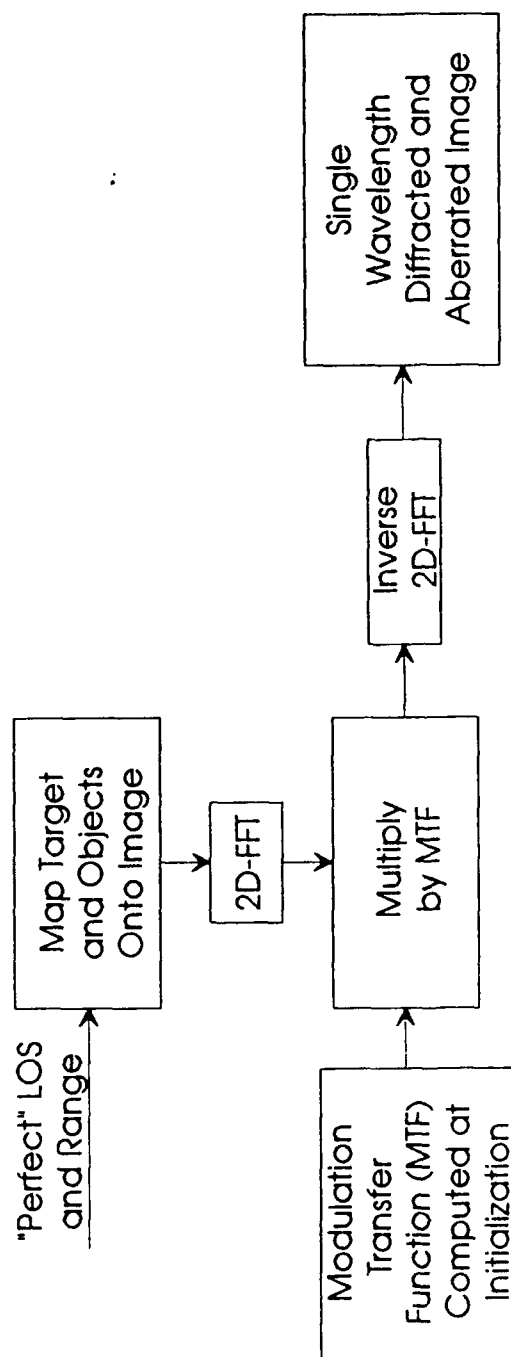 "Perfect" LOS
and Range
Map Target
and Objects
Onto Image
2D-FFT
Modulation
Transfer
Function (MTF)
Computed at
Initialization
Multiply
by MTF
Inverse
2D-FFT
Single
Wavelength
Diffracted and
Aberrated Image